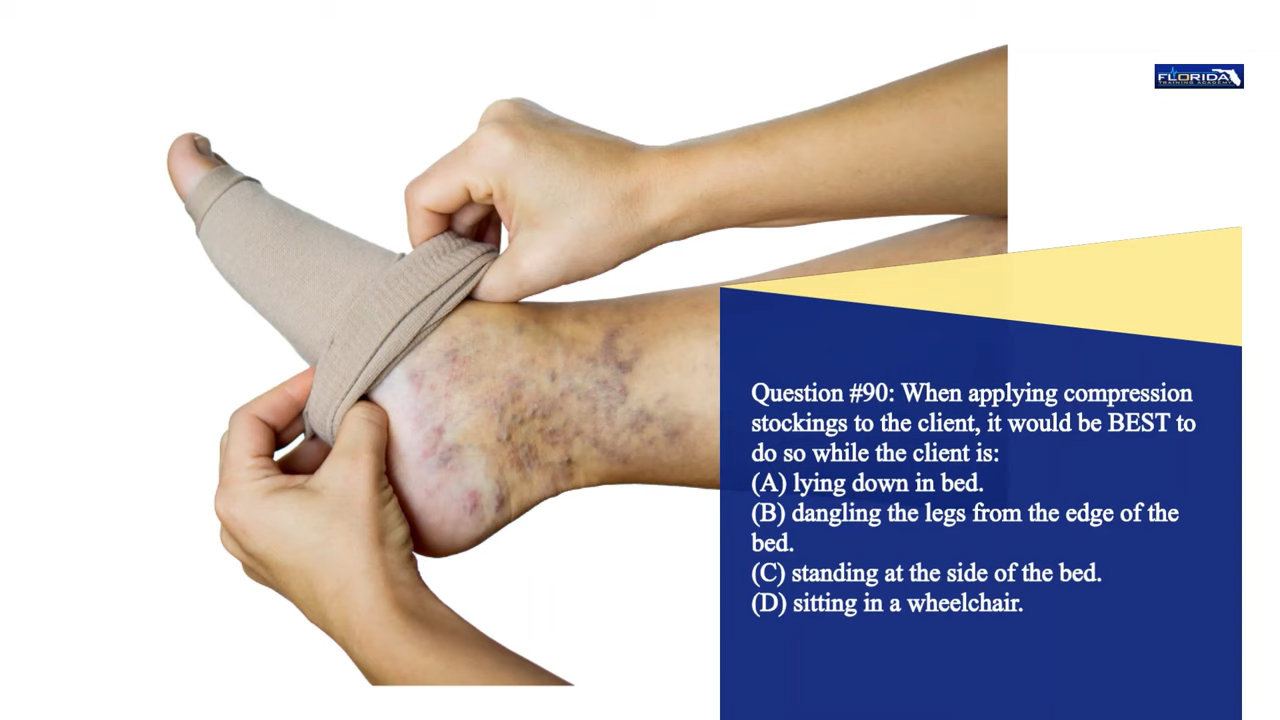 FLORIDA
TRAINING ACADEMY
Question #90: When applying compression
stockings to the client, it would be BEST to
do so while the client is:
(A) lying down in bed.
(B) dangling the legs from the edge of the
bed.
(C) standing at the side of the bed.
(D) sitting in a wheelchair.